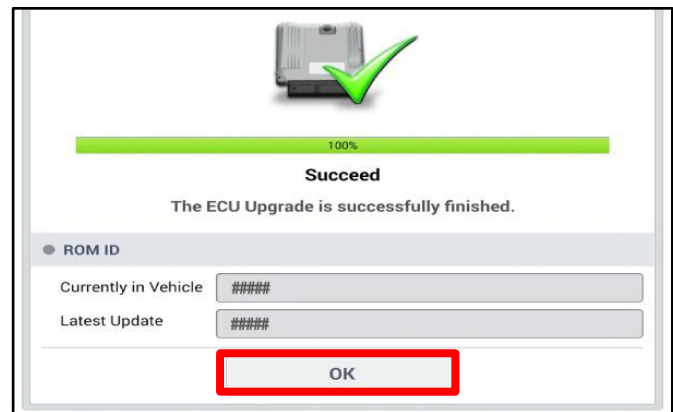 100%
Succeed
The ECU Upgrade is successfully finished.
ROM ID
Currently in Vehicle #####
Latest Update #####
OK